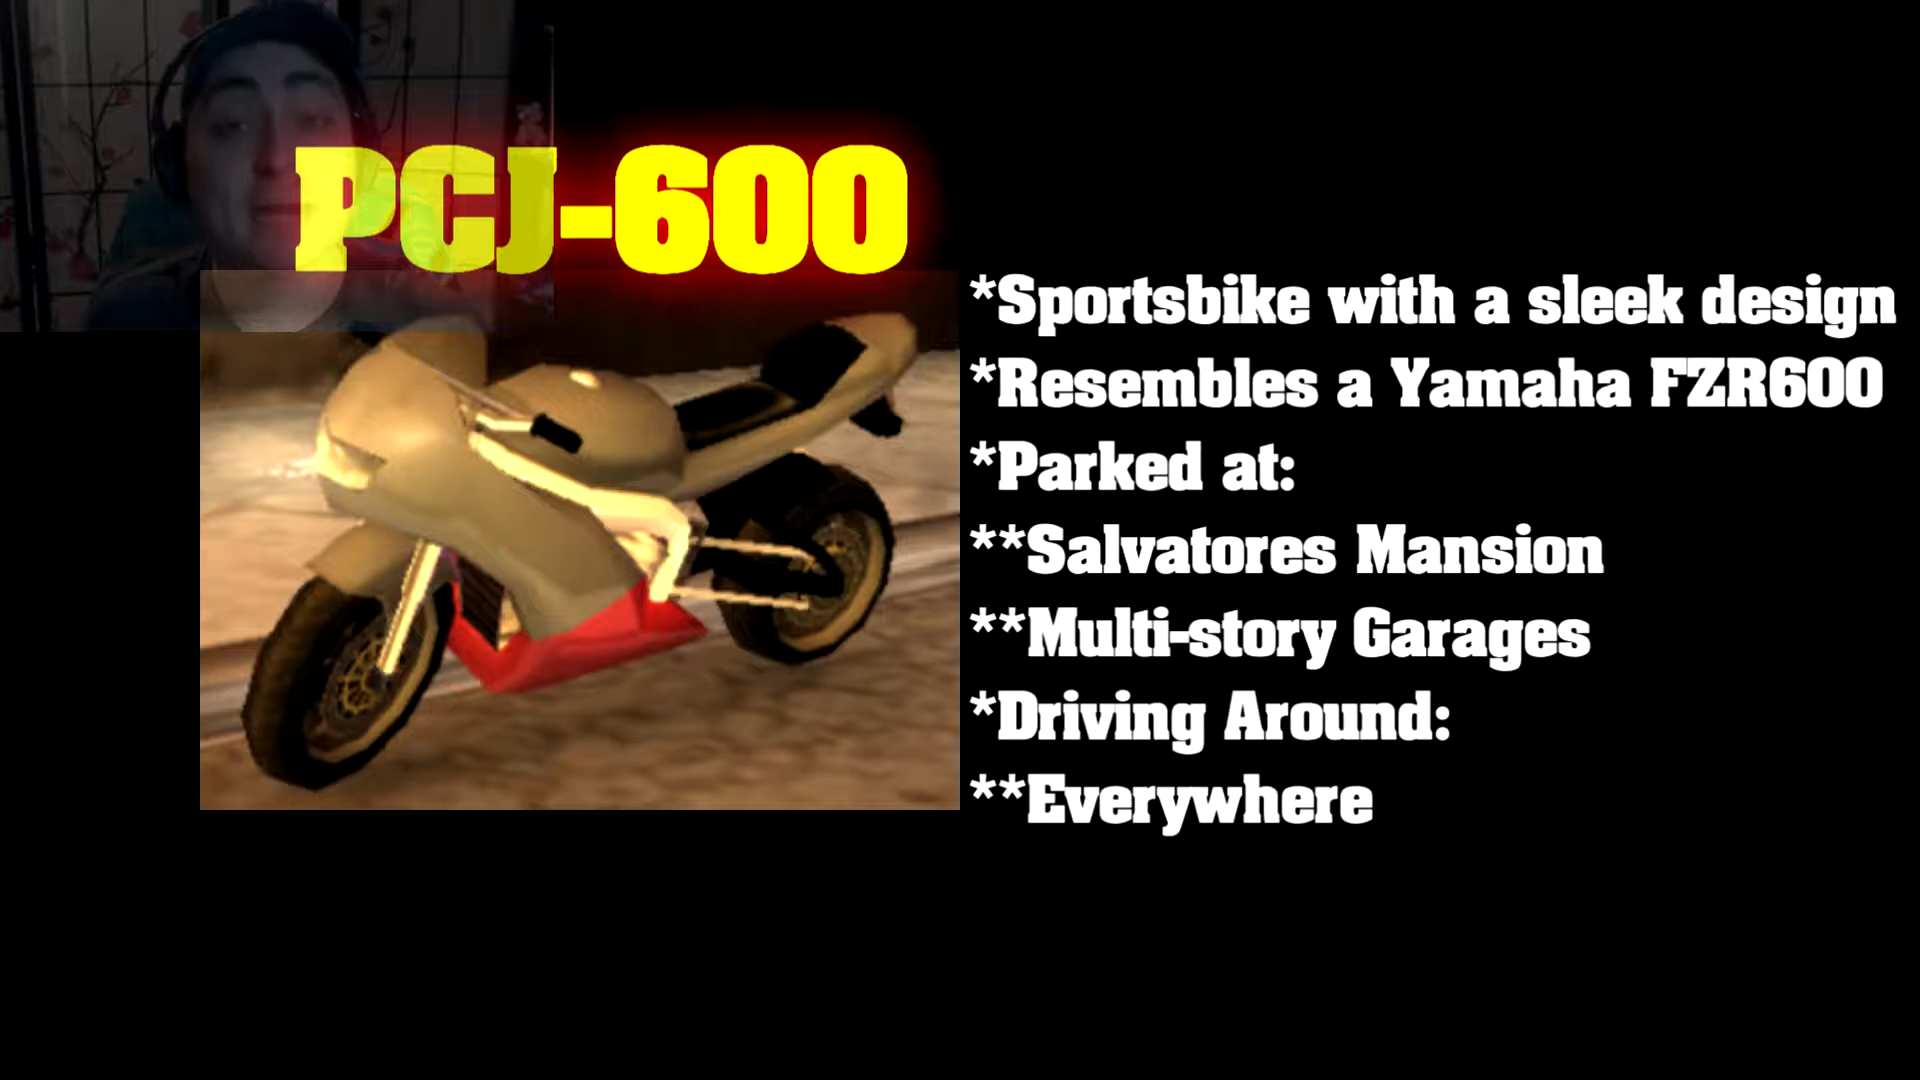 PCJ-600
*Sportsbike with a sleek design
*Resembles a Yamaha FZR600
*Parked at:
**Salvatores Mansion
**Multi-story Garages
*Driving Around:
**Everywhere